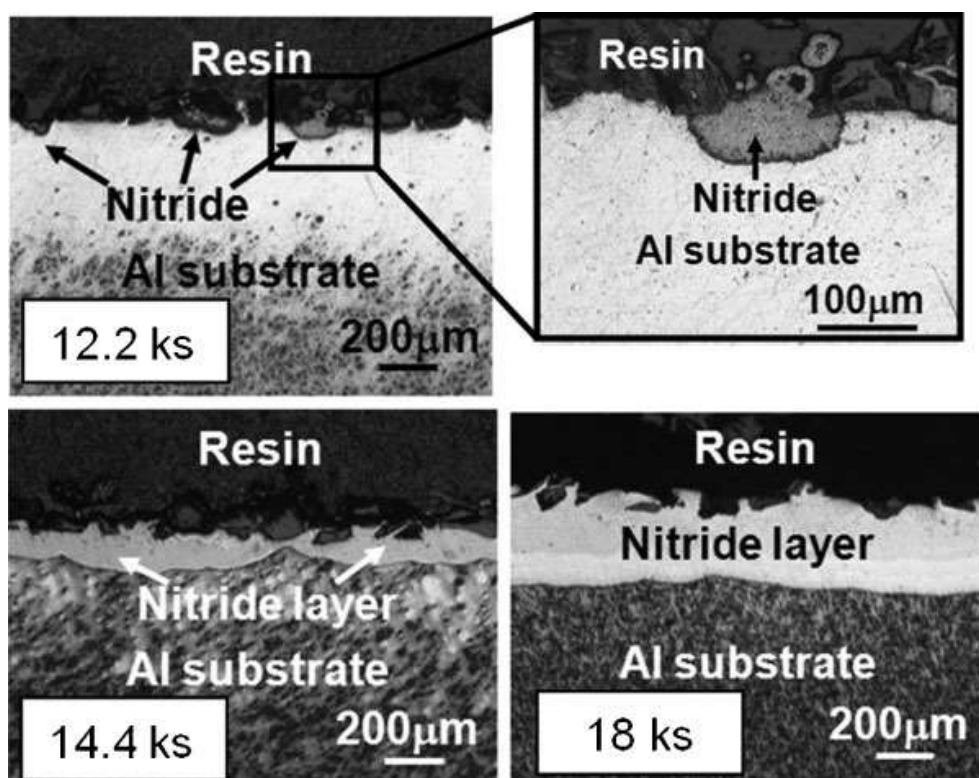 Resin
Nitride
Al substrate
12.2 ks
200μm
Resin
Nitride
Al substrate
100μm
Resin
Nitride layer
Al substrate
14.4 ks
200μm
Resin
Nitride layer
Al substrate
18 ks
200μm